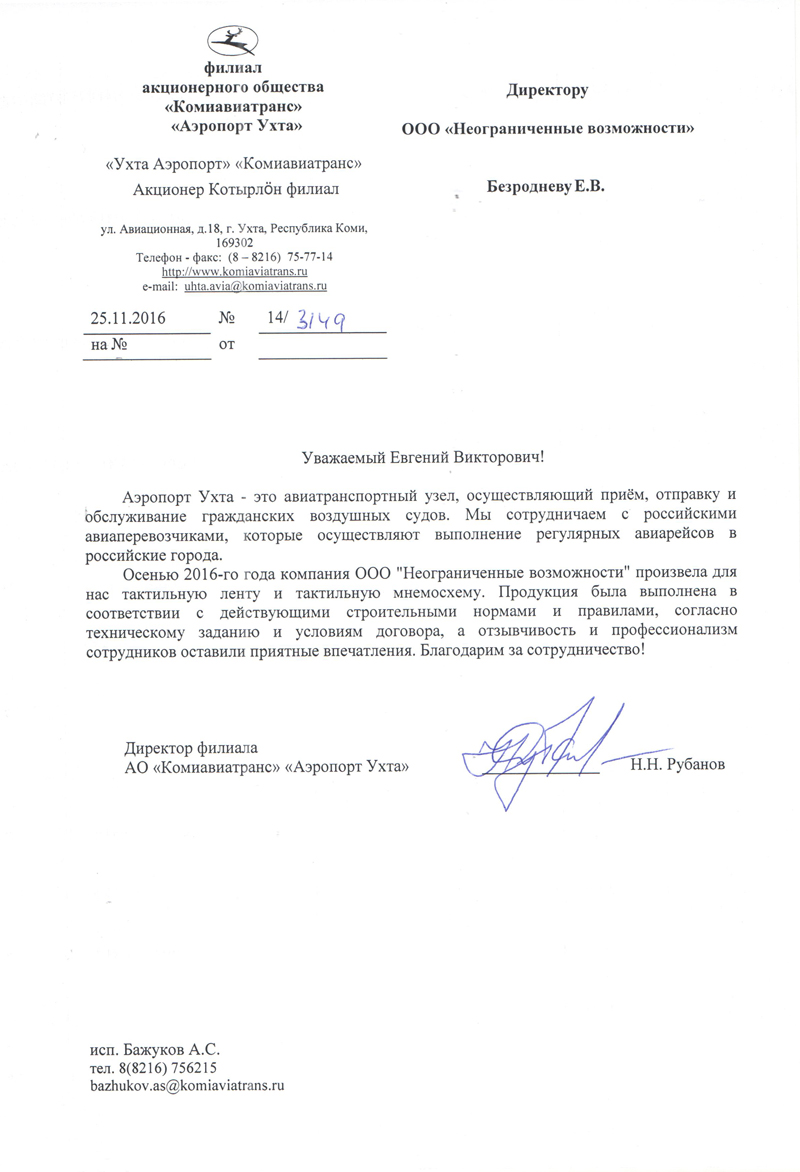 филиал
акционерного общества
«Комиавиатранс»
«Аэропорт Ухта»
«Ухта Аэропорт» «Комиавиатранс»
Акционер Котырлӧн филиал
ул. Авиационная, д.18, г. Ухта, Республика Коми,
169302
Телефон - факс: (8 – 8216) 75-77-14
http://www.komiaviatrans.ru
e-mail: uhta.avia@komiaviatrans.ru
25.11.2016 № 14/ 3149
на № от
Директору
ООО «Неограниченные возможности»
Безродневу Е.В.
Уважаемый Евгений Викторович!
Аэропорт Ухта - это авиатранспортный узел, осуществляющий приём, отправку и
обслуживание гражданских воздушных судов. Мы сотрудничаем с российскими
авиаперевозчиками, которые осуществляют выполнение регулярных авиарейсов в
российские города.
Осенью 2016-го года компания ООО "Неограниченные возможности" произвела для
нас тактильную ленту и тактильную мнемосхему. Продукция была выполнена в
соответствии с действующими строительными нормами и правилами, согласно
техническому заданию и условиям договора, а отзывчивость и профессионализм
сотрудников оставили приятные впечатления. Благодарим за сотрудничество!
Директор филиала
АО «Комиавиатранс» «Аэропорт Ухта» Н.Н. Рубанов
исп. Бажуков А.С.
тел. 8(8216) 756215
bazhukov.as@komiaviatrans.ru